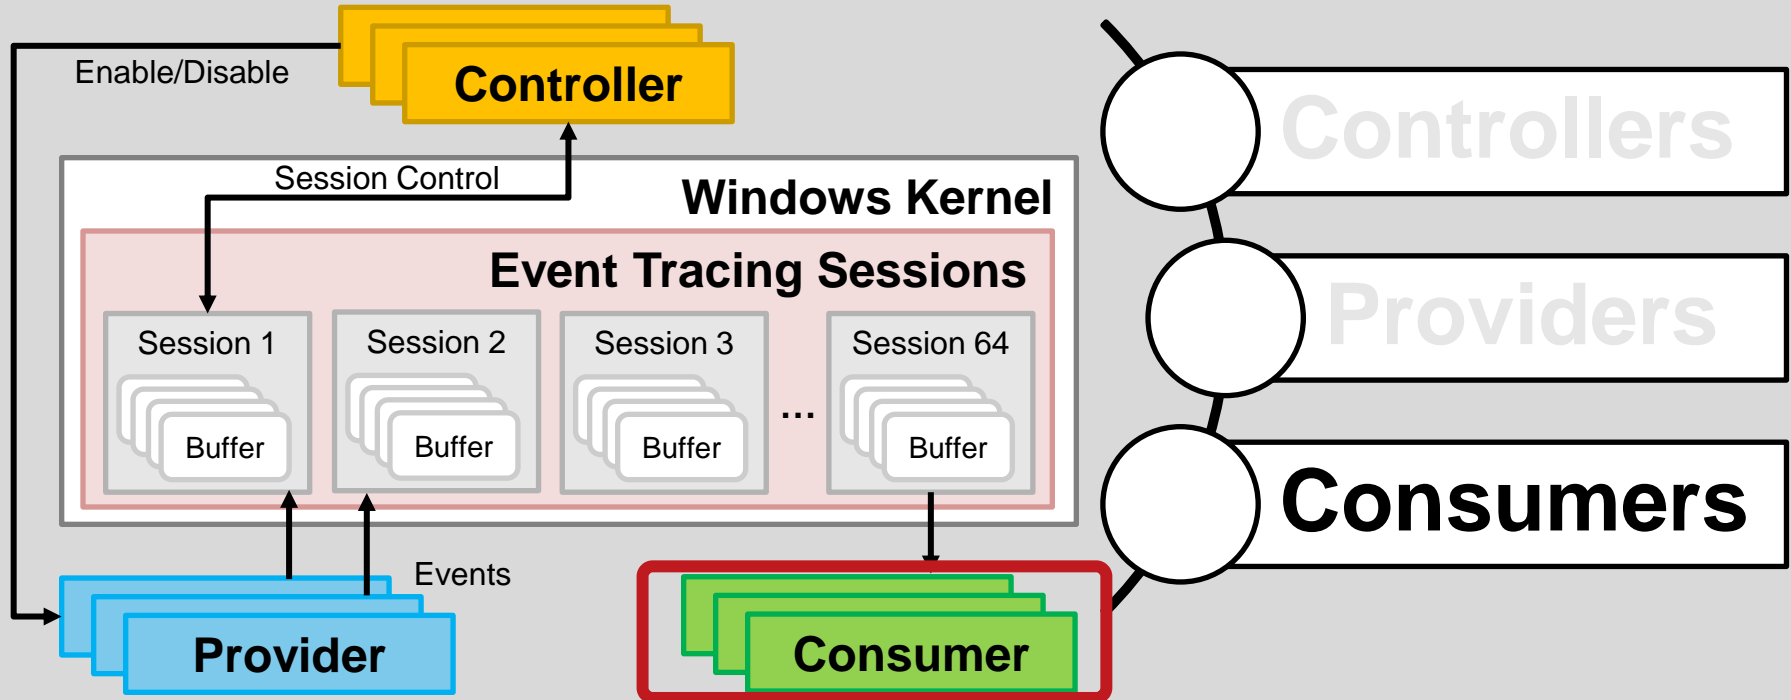 Enable/Disable
Controller
Session Control
Windows Kernel
Event Tracing Sessions
Session 1
Session 2
Session 3
Session 64
Buffer
Buffer
Buffer
...
Buffer
Events
Provider
Consumer
Controllers
Providers
Consumers